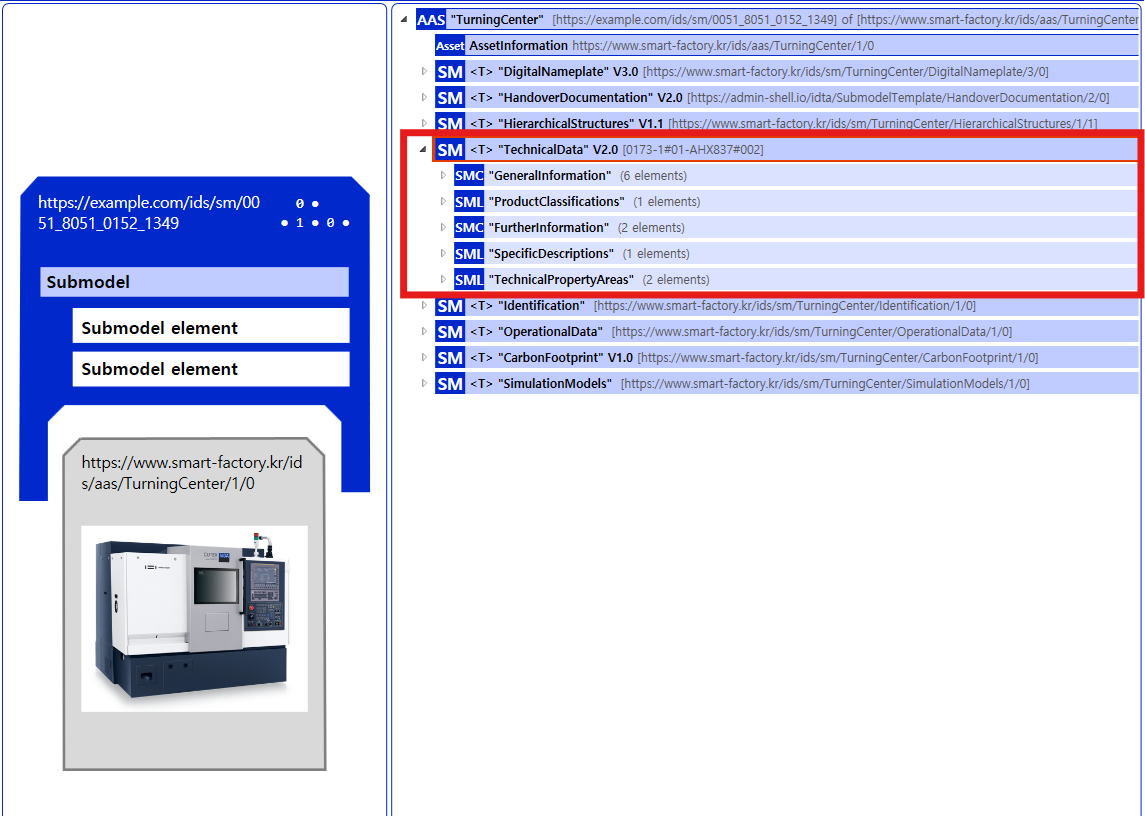 https://example.com/ids/sm/00
51_8051_0152_1349
0
1 0
Submodel
Submodel element
Submodel element
https://www.smart-factory.kr/id
s/aas/TurningCenter/1/0
AAS "TurningCenter" [https://example.com/ids/sm/0051_8051_0152_1349] of [https://www.smart-factory.kr/ids/aas/TurningCenter
Asset AssetInformation https://www.smart-factory.kr/ids/aas/TurningCenter/1/0
SM <T> "DigitalNameplate" V3.0 [https://www.smart-factory.kr/ids/sm/TurningCenter/DigitalNameplate/3/0]
SM <T> "HandoverDocumentation" V2.0 [https://admin-shell.io/idta/SubmodelTemplate/HandoverDocumentation/2/0]
SM <T> "HierarchicalStructures" V1.1 [https://www.smart-factory.kr/ids/sm/TurningCenter/HierarchicalStructures/1/1]
SM <T> "TechnicalData" V2.0 [0173-1#01-AHX837#002]
SMC "GeneralInformation" (6 elements)
SML "ProductClassifications" (1 elements)
SMC "FurtherInformation" (2 elements)
SML "SpecificDescriptions" (1 elements)
SML "TechnicalPropertyAreas" (2 elements)
SM <T> "Identification" [https://www.smart-factory.kr/ids/sm/TurningCenter/Identification/1/0]
SM <T> "OperationalData" [https://www.smart-factory.kr/ids/sm/TurningCenter/OperationalData/1/0]
SM <T> "CarbonFootprint" V1.0 [https://www.smart-factory.kr/ids/sm/TurningCenter/CarbonFootprint/1/0]
SM <T> "SimulationModels" [https://www.smart-factory.kr/ids/sm/TurningCenter/SimulationModels/1/0]